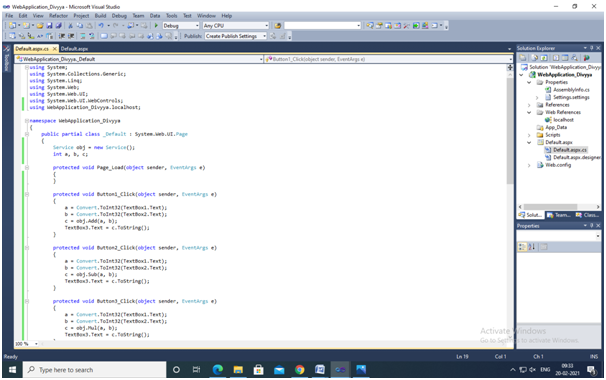 WebApplication_Divyya - Microsoft Visual Studio
File Edit View Refactor Project Build Debug Team Data Tools Test Window Help
Debug Any CPU
Publish: Create Publish Settings
Default.aspx.cs Default.aspx
WebApplication_Divyya._Default Button1_Click(object sender, EventArgs e)
Toolbox
using System;
using System.Collections.Generic;
using System.Linq;
using System.Web;
using System.Web.UI;
using System.Web.UI.WebControls;
using WebApplication_Divyya.localhost;
namespace WebApplication_Divyya
{
public partial class _Default : System.Web.UI.Page
{
Service obj = new Service();
int a, b, c;
protected void Page_Load(object sender, EventArgs e)
{
}
protected void Button1_Click(object sender, EventArgs e)
{
a = Convert.ToInt32(TextBox1.Text);
b = Convert.ToInt32(TextBox2.Text);
c = obj.Add(a, b);
TextBox3.Text = c.ToString();
}
protected void Button2_Click(object sender, EventArgs e)
{
a = Convert.ToInt32(TextBox1.Text);
b = Convert.ToInt32(TextBox2.Text);
c = obj.Sub(a, b);
TextBox3.Text = c.ToString();
}
protected void Button3_Click(object sender, EventArgs e)
{
a = Convert.ToInt32(TextBox1.Text);
b = Convert.ToInt32(TextBox2.Text);
c = obj.Mul(a, b);
TextBox3.Text = c.ToString();
100 %
Solution Explorer
Solution 'WebApplication_Divyya
WebApplication_Divyya
Properties
AssemblyInfo.cs
Settings.settings
References
Web References
localhost
App_Data
Scripts
Default.aspx
Default.aspx.cs
Default.aspx.designer
Web.config
Solut... Team... Class...
Properties
Activate Windows
Go to Settings to activate Windows.
Ready Ln 19 Col 1 Ch 1 INS
Type here to search
ENG 09:33
20-02-2021